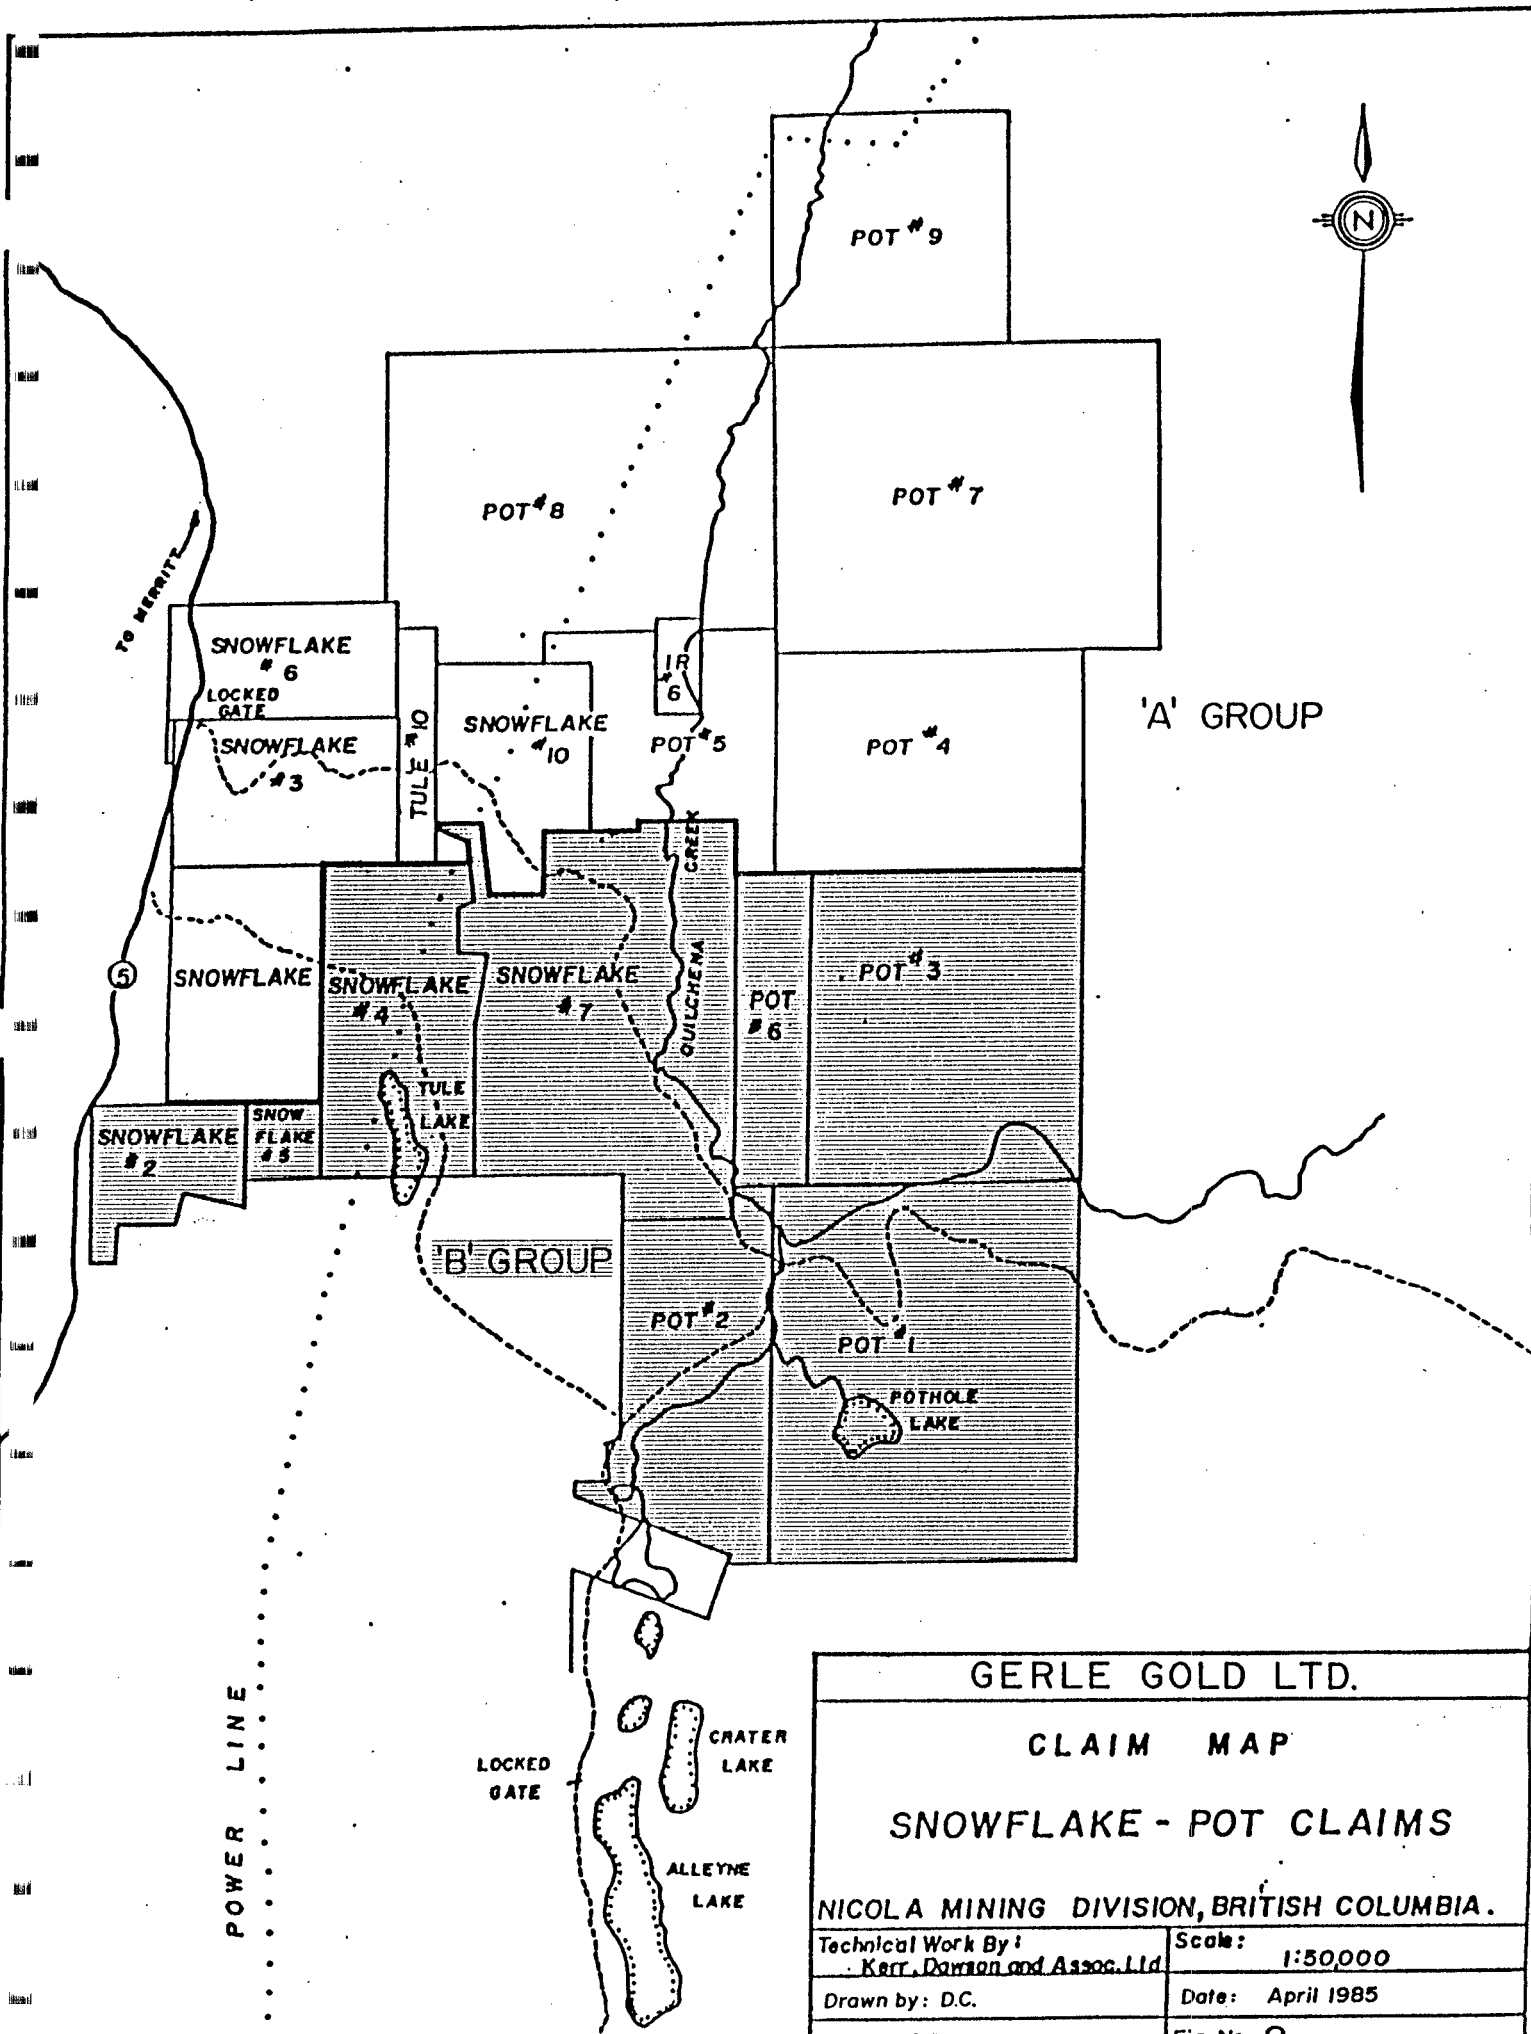 POT #9
N
POT #8
POT #7
TO MERRITT
SNOWFLAKE
#6
LOCKED
GATE
IR
#6
'A' GROUP
SNOWFLAKE
#3
TULE #10
SNOWFLAKE
#10
POT #5
POT #4
QUILCHENA CREEK
5
SNOWFLAKE
SNOWFLAKE
#4
SNOWFLAKE
#7
POT
#6
POT #3
TULE
LAKE
SNOWFLAKE
#2
SNOW
FLAKE
#5
'B' GROUP
POT #2
POT #1
POTHOLE
LAKE
POWER LINE
LOCKED
GATE
CRATER
LAKE
ALLEYNE
LAKE
GERLE GOLD LTD.
CLAIM MAP
SNOWFLAKE - POT CLAIMS
NICOLA MINING DIVISION, BRITISH COLUMBIA.
Technical Work By:
Kerr, Dawson and Assoc. Ltd
Scale:
1:50,000
Drawn by: D.C.
Date: April 1985